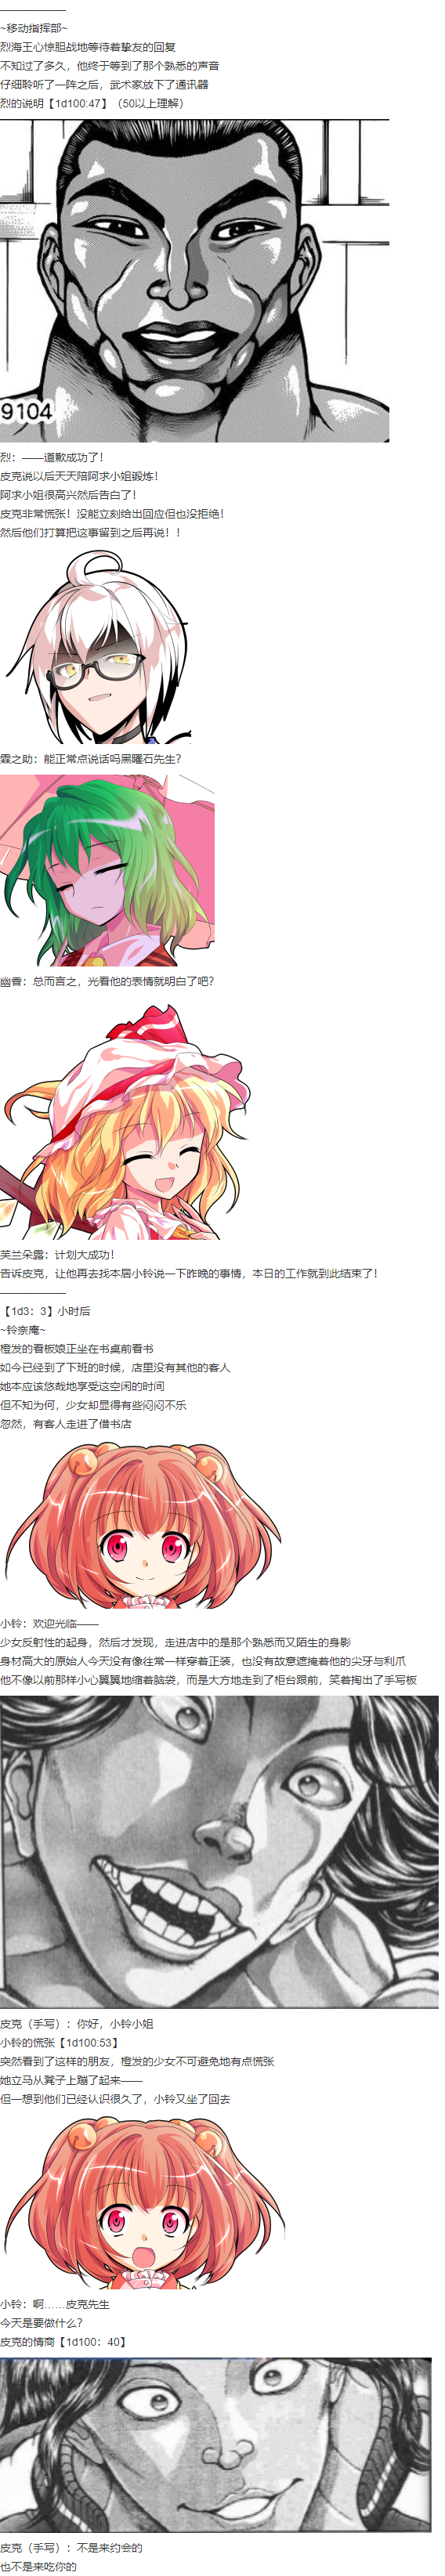 ~移动指挥部~
烈海王心惊胆战地等待着挚友的回复
不知过了多久，他终于等到了那个熟悉的声音
仔细聆听了一阵之后，武术家放下了通讯器
烈的说明【1d100:47】（50以上理解）
9104
烈：——道歉成功了！
皮克说以后天天陪阿求小姐锻炼！
阿求小姐很高兴然后告白了！
皮克非常慌张！没能立刻给出回应但也没拒绝！
然后他们打算把这事留到之后再说！！
霖之助：能正常点说话吗黑曜石先生？
幽香：总而言之，光看他的表情就明白了吧？
芙兰朵露：计划大成功！
告诉皮克，让他再去找本居小铃说一下昨晚的事情，本日的工作就到此结束了！
【1d3：3】小时后
~铃奈庵~
橙发的看板娘正坐在书桌前看书
如今已经到了下班的时候，店里没有其他的客人
她本应该悠哉地享受这空闲的时间
但不知为何，少女却显得有些闷闷不乐
忽然，有客人走进了借书店
小铃：欢迎光临——
少女反射性的起身，然后才发现，走进店中的是那个熟悉而又陌生的身影
身材高大的原始人今天没有像往常一样穿着正装，也没有故意遮掩着他的尖牙与利爪
他不像以前那样小心翼翼地缩着脑袋，而是大方地走到了柜台跟前，笑着掏出了手写板
皮克（手写）：你好，小铃小姐
小铃的慌张【1d100:53】
突然看到了这样的朋友，橙发的少女不可避免地有点慌张
她立马从凳子上蹦了起来——
但一想到他们已经认识很久了，小铃又坐了回去
小铃：啊……皮克先生
今天是要做什么？
皮克的情商【1d100：40】
皮克（手写）：不是来约会的
也不是来吃你的